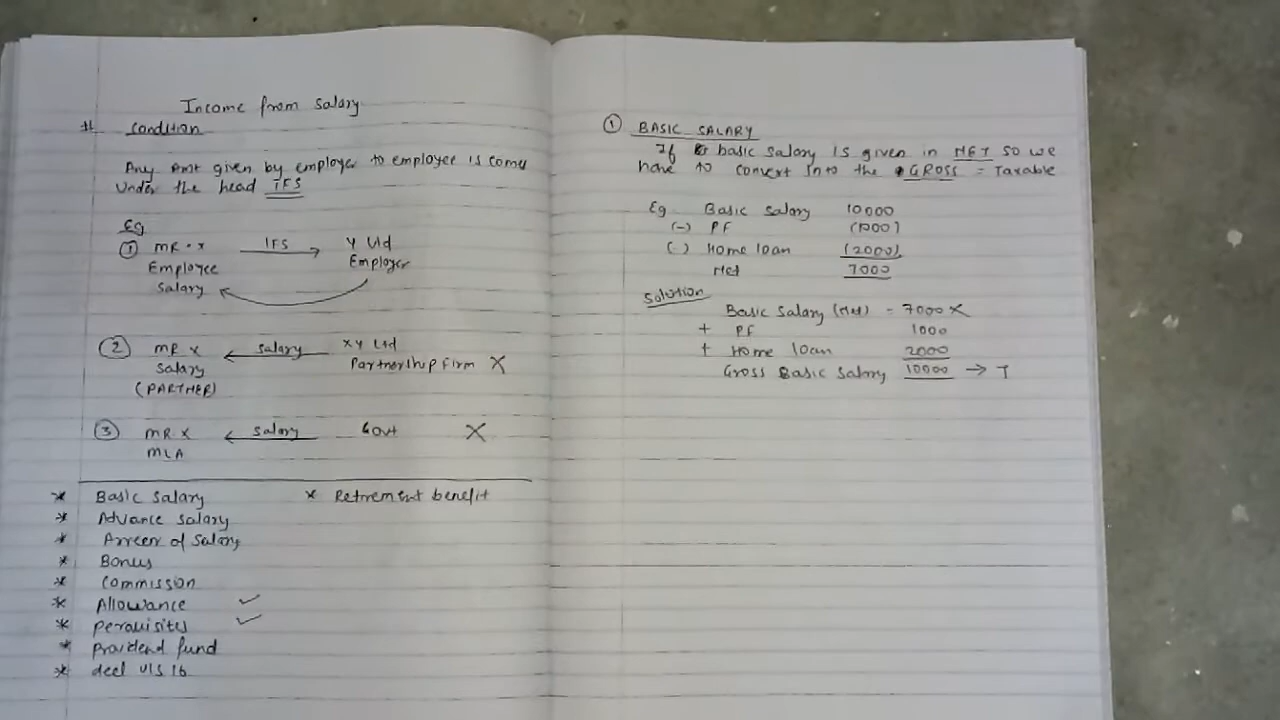 Income from Salary
# Condition
Any Amt given by employer to employee is comes
Under the head IFS
Eg
① MR. X IFS Y Ltd
Employee Employer
Salary
② MR X Salary XY Ltd
Salary Partnership Firm X
(PARTNER)
③ MR. X Salary Govt X
MLA
* Basic Salary * Retirement benefit
* Advance Salary
* Arreer of Salary
* Bonus
* Commission
* Allowance ✓
* perquisites ✓
* Providend fund
* ded U/S 16
① BASIC SALARY
If basic Salary is given in NET so we
have to convert into the GROSS = Taxable
Eg Basic Salary 10000
(-) PF (1000)
(-) Home loan (2000)
Net 7000
Solution
Basic Salary (Net) = 7000 X
+ PF 1000
+ Home loan 2000
Gross Basic Salary 10000 → T